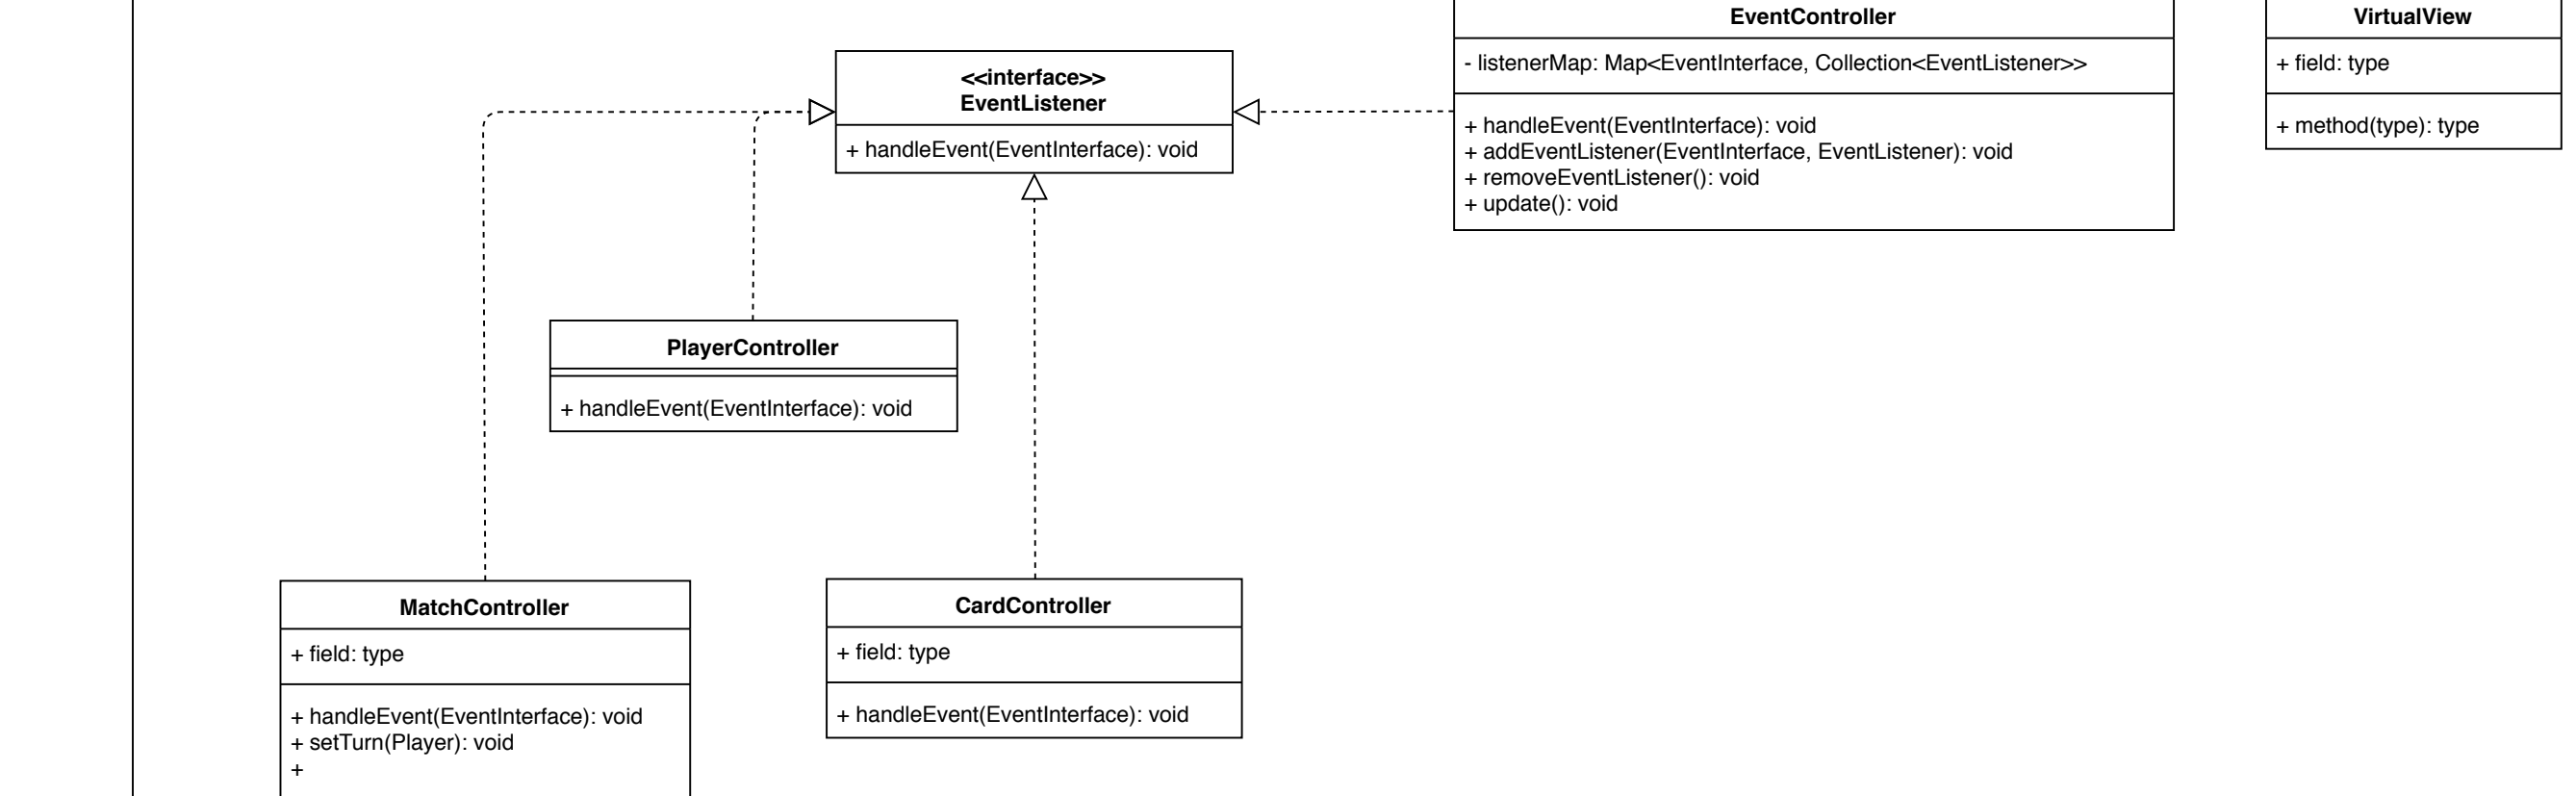 <<interface>>
EventListener
+ handleEvent(EventInterface): void
EventController
- listenerMap: Map<EventInterface, Collection<EventListener>>
+ handleEvent(EventInterface): void
+ addEventListener(EventInterface, EventListener): void
+ removeEventListener(): void
+ update(): void
VirtualView
+ field: type
+ method(type): type
PlayerController
+ handleEvent(EventInterface): void
MatchController
+ field: type
+ handleEvent(EventInterface): void
+ setTurn(Player): void
+
CardController
+ field: type
+ handleEvent(EventInterface): void